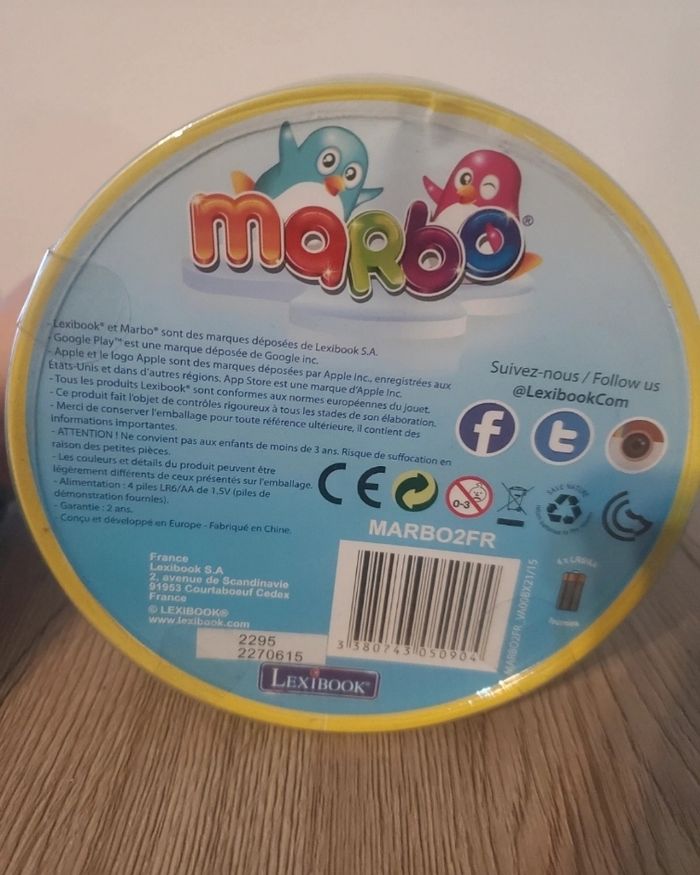 marbo®
- Lexibook® et Marbo® sont des marques déposées de Lexibook S.A.
- Google Play™ est une marque déposée de Google inc.
- Apple et le logo Apple sont des marques déposées par Apple Inc., enregistrées aux
États-Unis et dans d'autres régions. App Store est une marque d'Apple Inc.
- Tous les produits Lexibook® sont conformes aux normes européennes du jouet.
- Ce produit fait l'objet de contrôles rigoureux à tous les stades de son élaboration.
- Merci de conserver l'emballage pour toute référence ultérieure, il contient des
informations importantes.
- ATTENTION ! Ne convient pas aux enfants de moins de 3 ans. Risque de suffocation en
raison des petites pièces.
- Les couleurs et détails du produit peuvent être
légèrement différents de ceux présentés sur l'emballage.
- Alimentation : 4 piles LR6/AA de 1,5V (piles de
démonstration fournies).
- Garantie : 2 ans.
- Conçu et développé en Europe - Fabriqué en Chine.
Suivez-nous / Follow us
@LexibookCom
f t
CE
0-3
SAVE NATURE
MARBO2FR
France
Lexibook S.A
2, avenue de Scandinavie
91953 Courtaboeuf Cedex
France
© LEXIBOOK®
www.lexibook.com
2295
2270615
3 380743 050904
MARBO2FR_VA00BX21/15
4 x LR6/AA
fournies
LEXIBOOK®